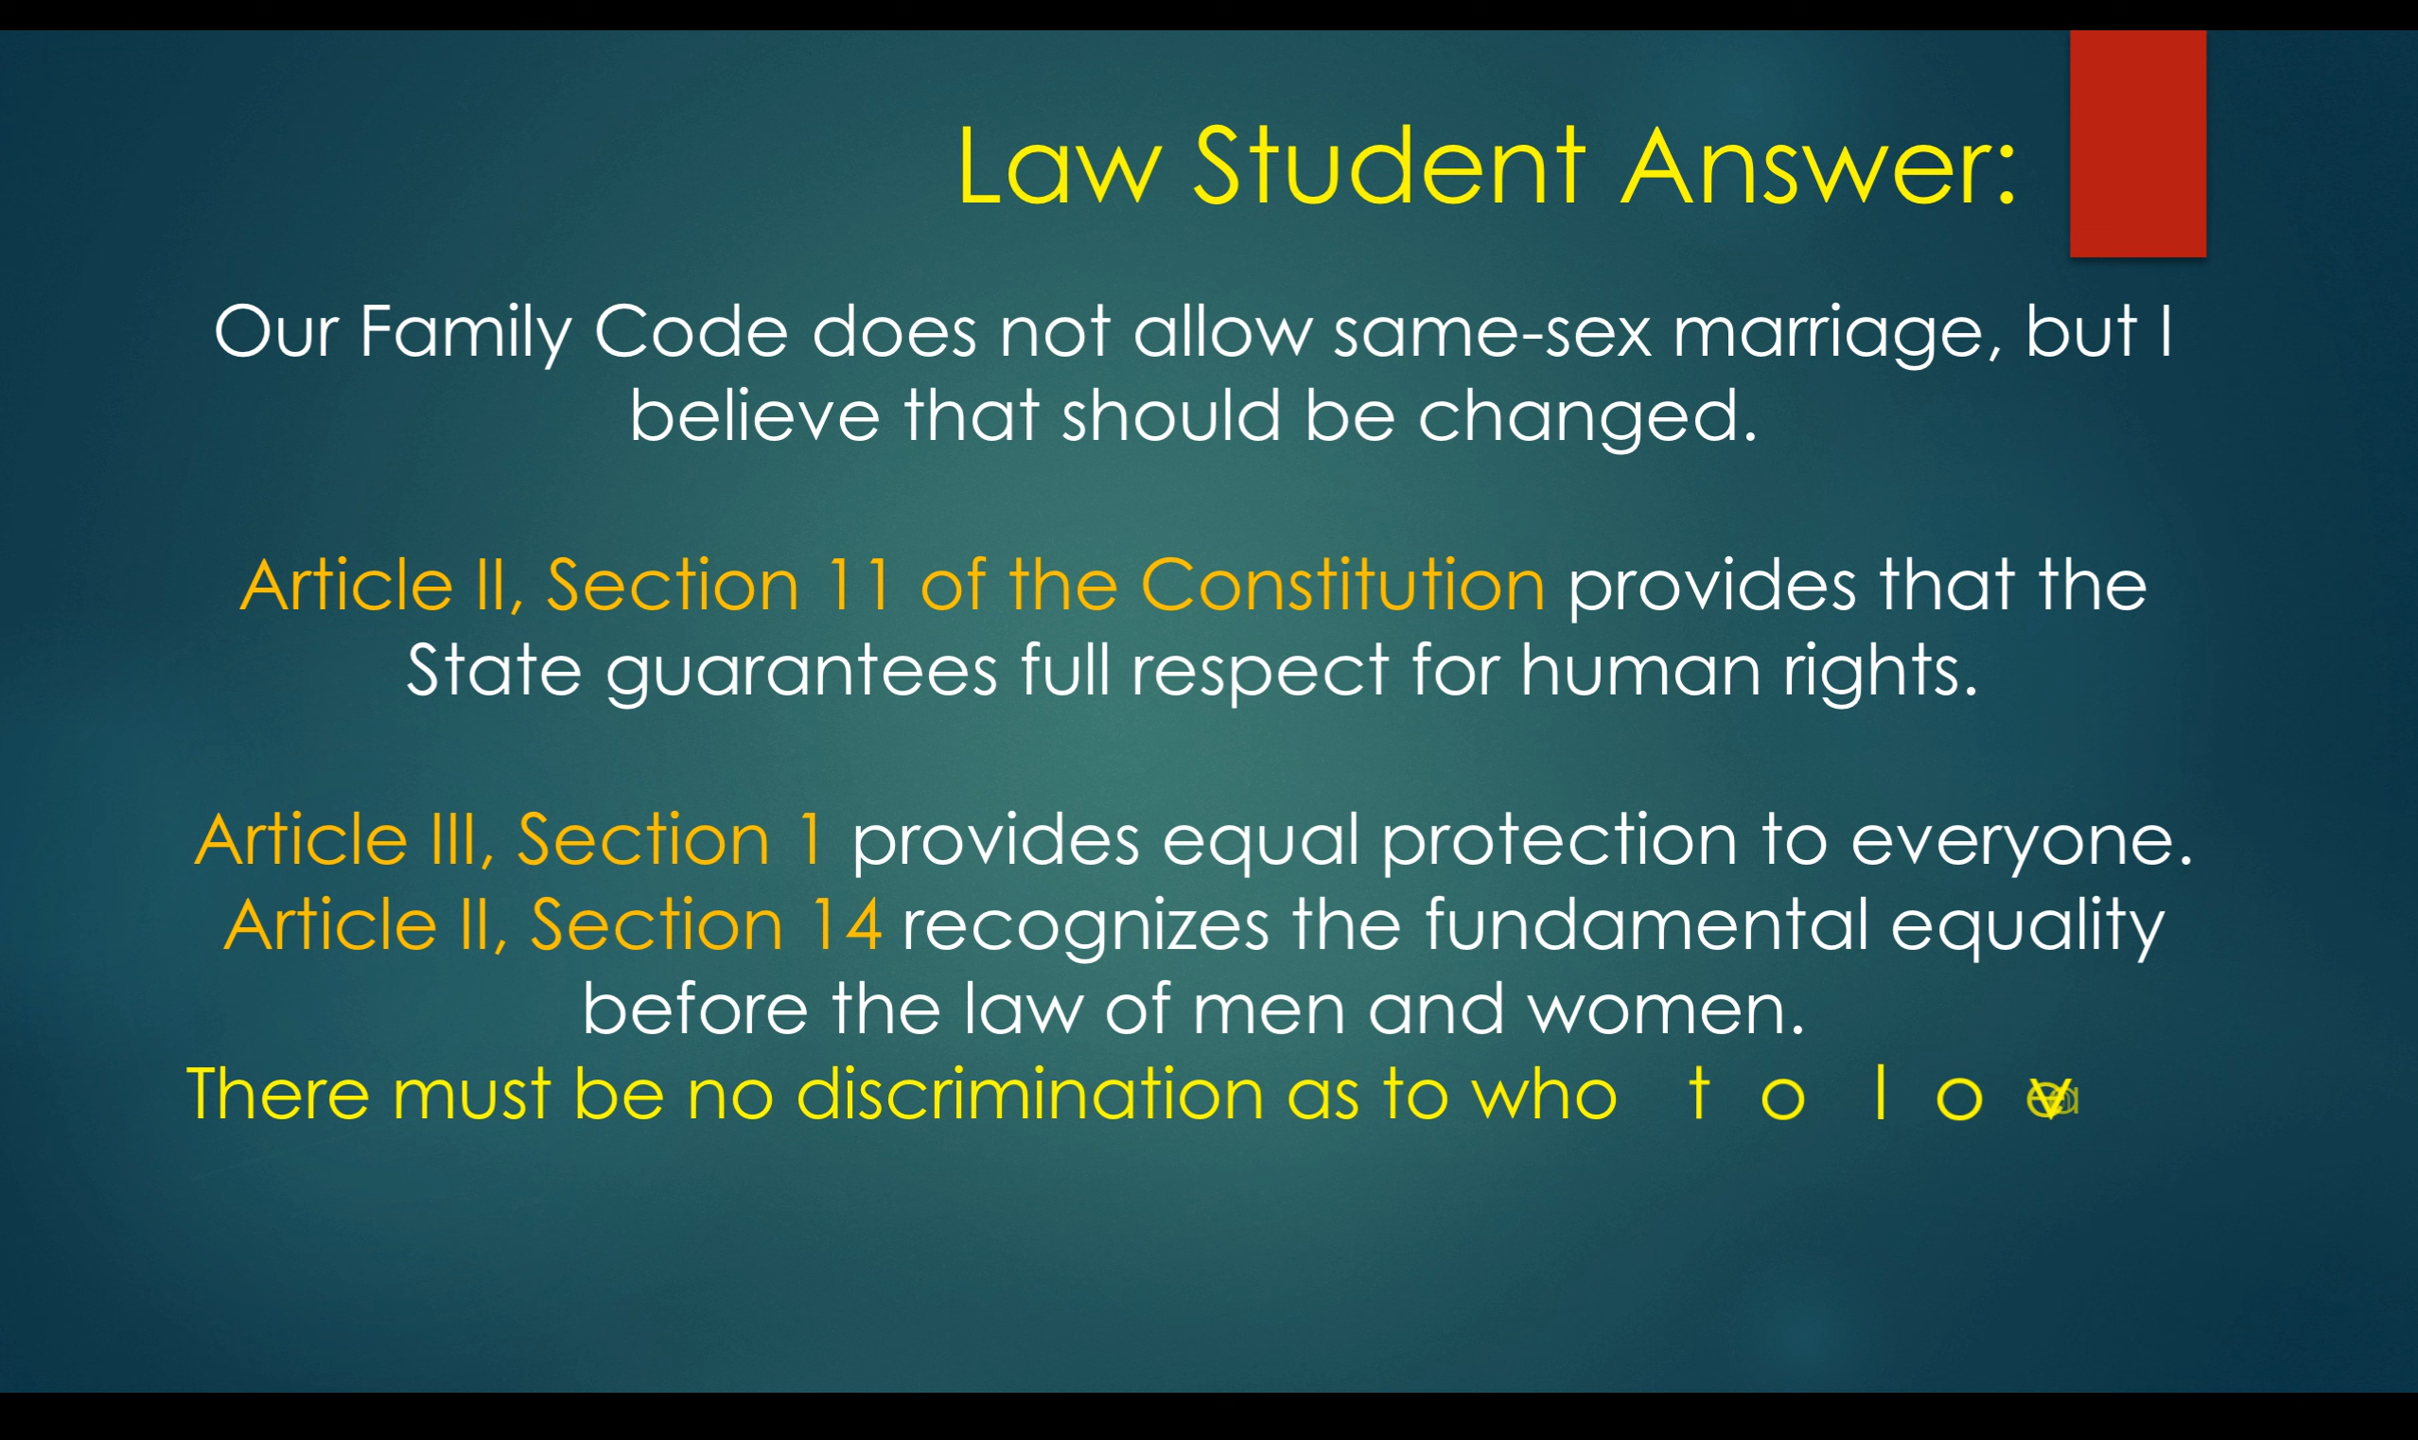 Law Student Answer:
Our Family Code does not allow same-sex marriage, but I
believe that should be changed.
Article II, Section 11 of the Constitution provides that the
State guarantees full respect for human rights.
Article III, Section 1 provides equal protection to everyone.
Article II, Section 14 recognizes the fundamental equality
before the law of men and women.
There must be no discrimination as to who to